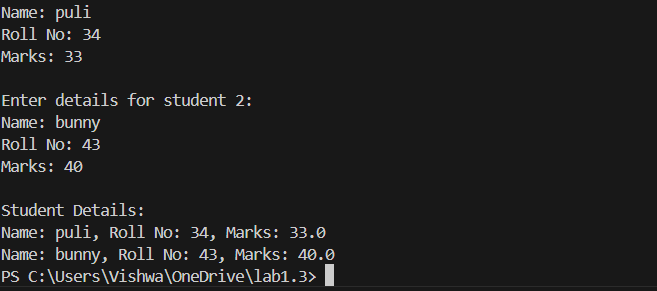 Name: puli
Roll No: 34
Marks: 33
Enter details for student 2:
Name: bunny
Roll No: 43
Marks: 40
Student Details:
Name: puli, Roll No: 34, Marks: 33.0
Name: bunny, Roll No: 43, Marks: 40.0
PS C:\Users\Vishwa\OneDrive\lab1.3>